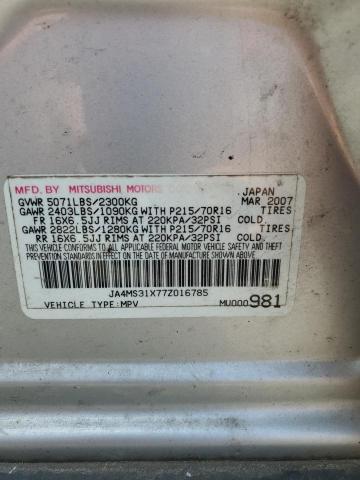 MFD. BY MITSUBISHI MOTORS CORPORATION JAPAN
GVWR 5071LBS/2300KG MAR 2007
GAWR 2403LBS/1090KG WITH P215/70R16 TIRES
FR 16X6.5JJ RIMS AT 220KPA/32PSI COLD.
GAWR 2822LBS/1280KG WITH P215/70R16 TIRES
RR 16X6.5JJ RIMS AT 220KPA/32PSI COLD.
THIS VEHICLE CONFORMS TO ALL APPLICABLE
FEDERAL MOTOR VEHICLE SAFETY AND
THEFT PREVENTION STANDARDS IN EFFECT ON
THE DATE OF MANUFACTURE SHOWN ABOVE.
JA4MS31X77Z016785
VEHICLE TYPE:MPV MU000981